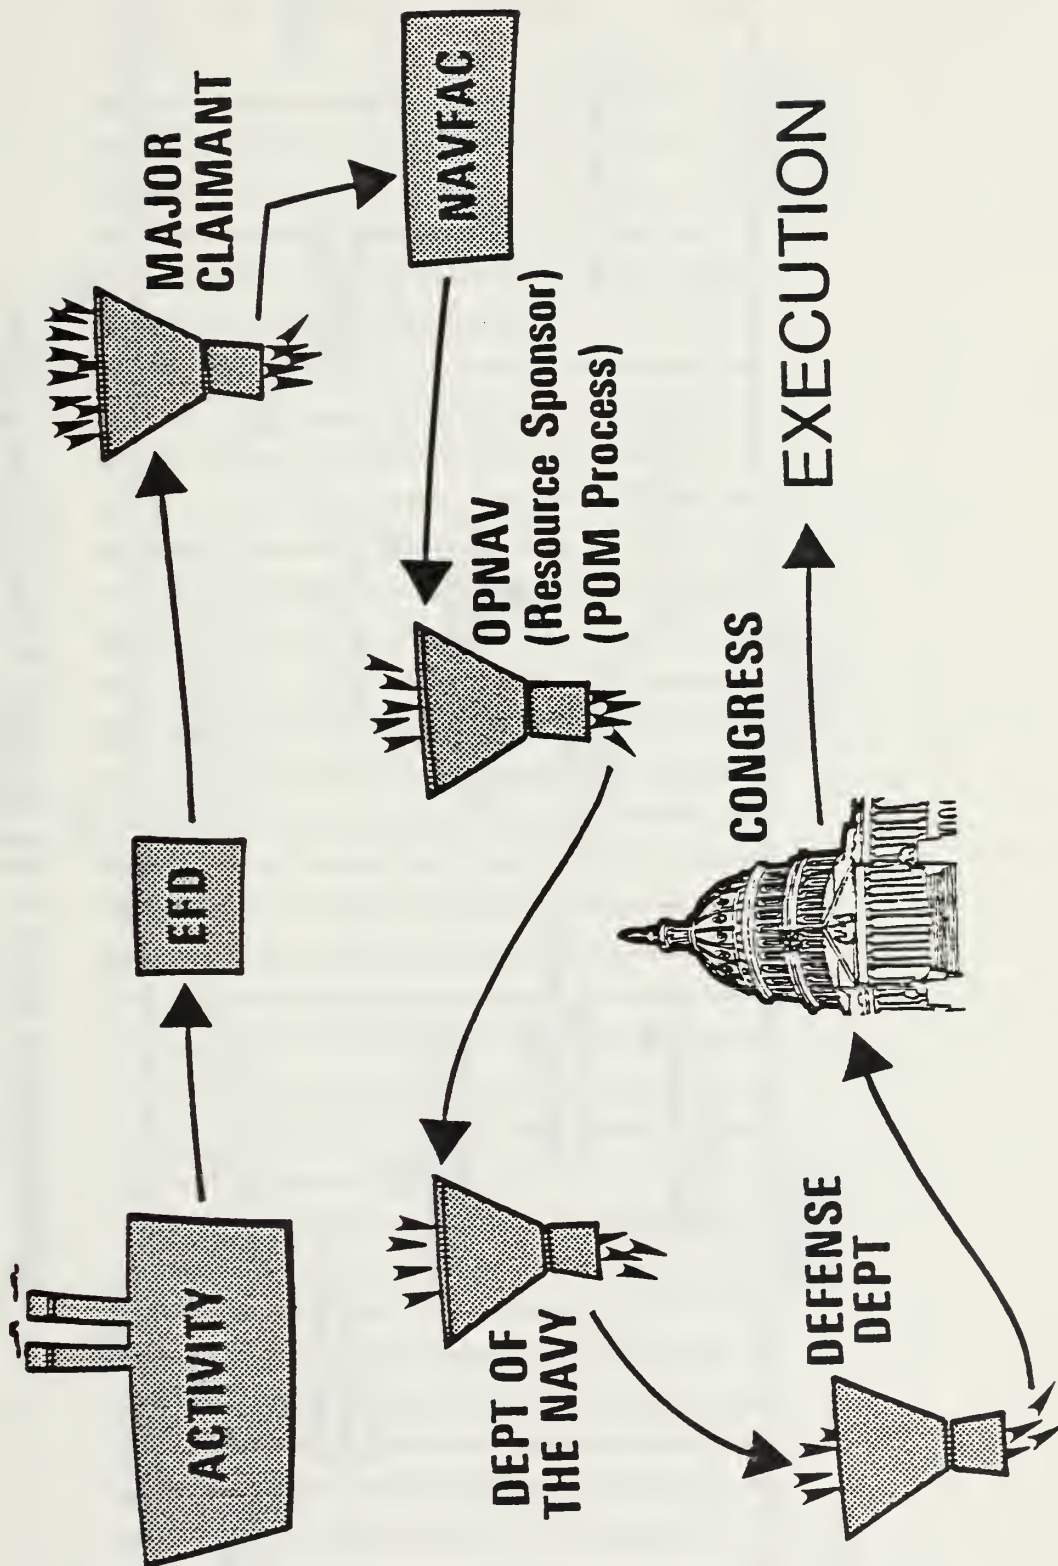 ACTIVITY
EFD
MAJOR
CLAIMANT
NAVFAC
OPNAV
(Resource Sponsor)
(POM Process)
DEPT OF
THE NAVY
DEFENSE
DEPT
CONGRESS
EXECUTION